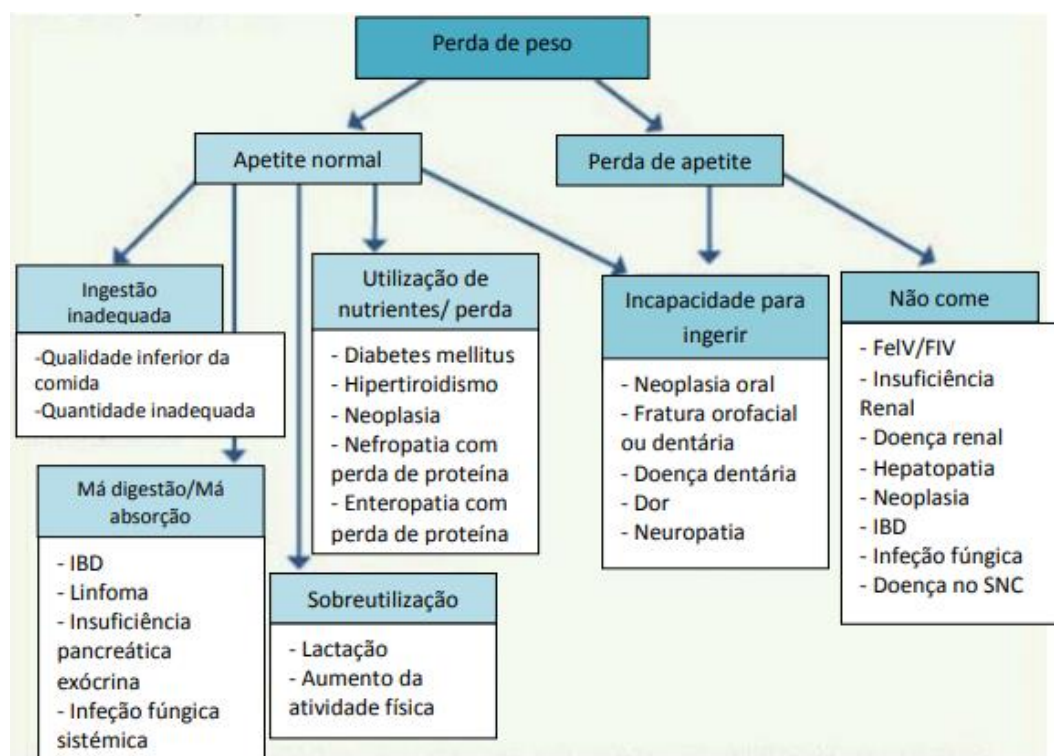 Perda de peso
Apetite normal
Perda de apetite
Ingestão
inadequada
-Qualidade inferior da
comida
-Quantidade inadequada
Má digestão/Má
absorção
- IBD
- Linfoma
- Insuficiência
pancreática
exócrina
- Infeção fúngica
sistémica
Sobreutilização
- Lactação
- Aumento da
atividade física
Utilização de
nutrientes/ perda
- Diabetes mellitus
- Hipertiroidismo
- Neoplasia
- Nefropatia com
perda de proteína
- Enteropatia com
perda de proteína
Incapacidade para
ingerir
- Neoplasia oral
- Fratura orofacial
ou dentária
- Doença dentária
- Dor
- Neuropatia
Não come
- FelV/FIV
- Insuficiência
Renal
- Doença renal
- Hepatopatia
- Neoplasia
- IBD
- Infeção fúngica
- Doença no SNC